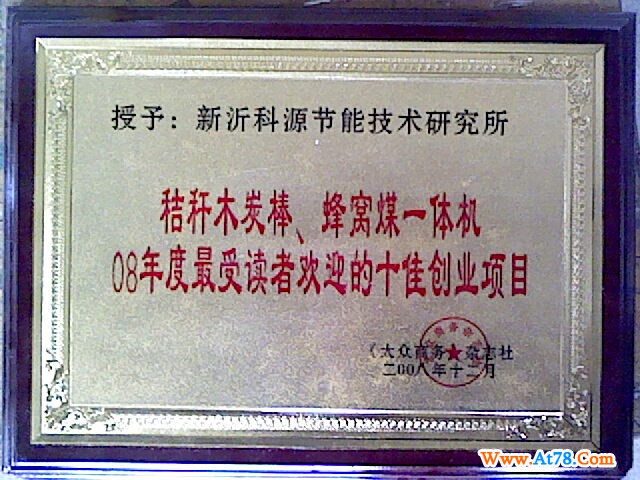 授予：新沂科源节能技术研究所
秸秆木炭棒、蜂窝煤一体机
08年度最受读者欢迎的十佳创业项目
《大众商务》杂志社
二00八年十二月
Www.At78.Com